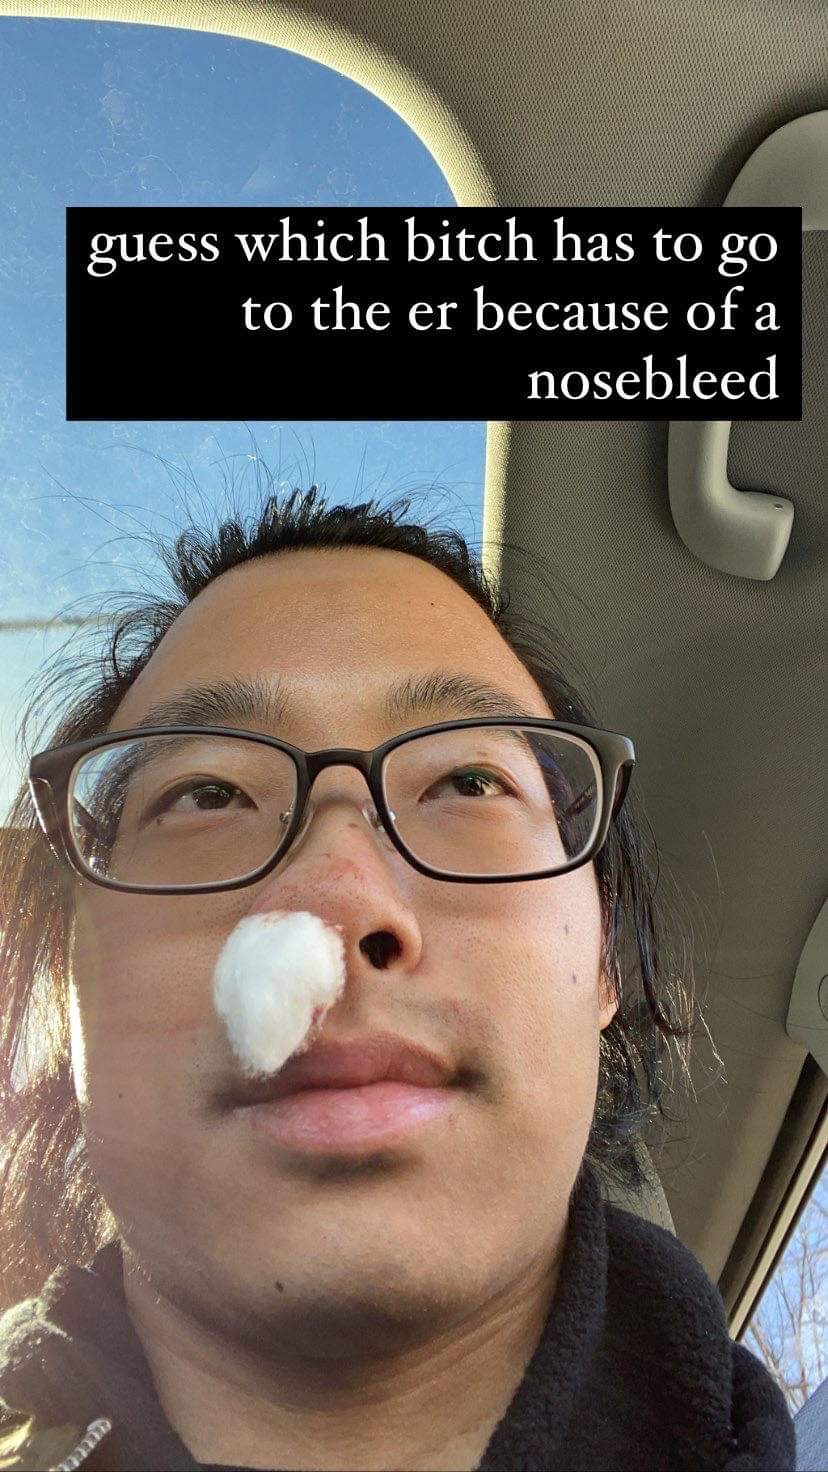 guess which bitch has to go
to the er because of a
nosebleed